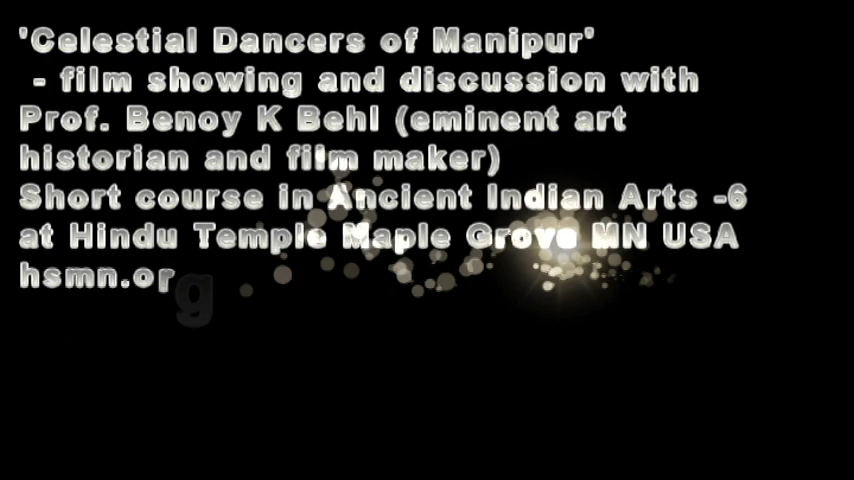 'Celestial Dancers of Manipur'
- film showing and discussion with
Prof. Benoy K Behl (eminent art
historian and film maker)
Short course in Ancient Indian Arts -6
at Hindu Temple Maple Grove MN USA
hsmn.org